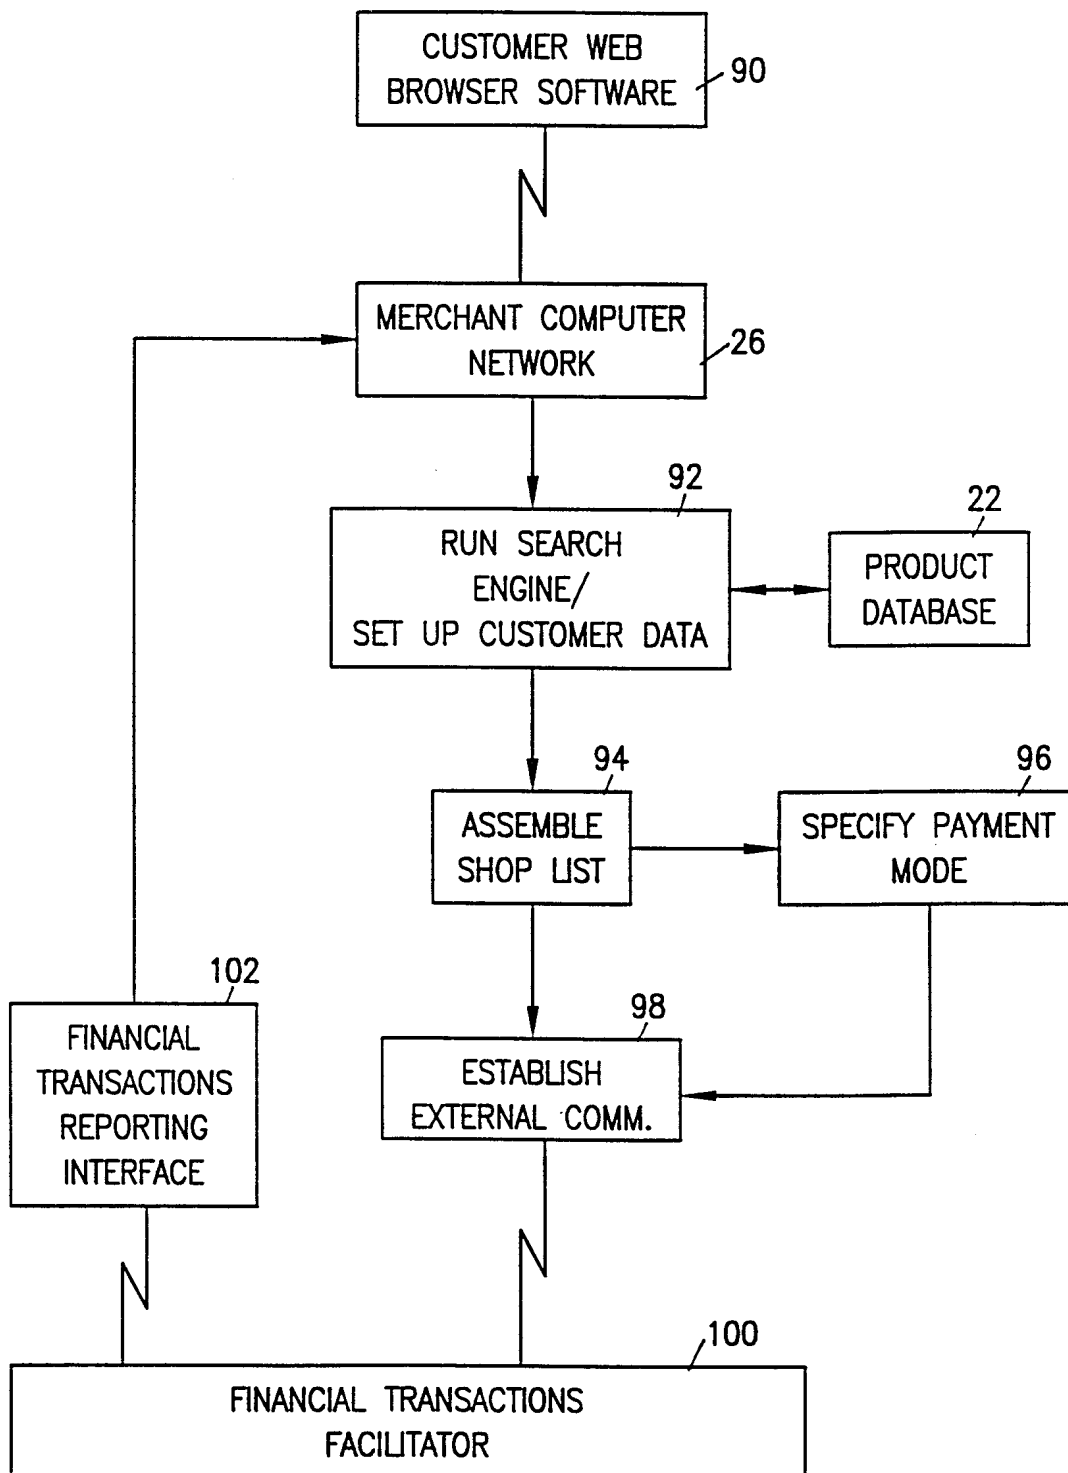 CUSTOMER WEB
BROWSER SOFTWARE
90
MERCHANT COMPUTER
NETWORK
26
92
RUN SEARCH
ENGINE/
SET UP CUSTOMER DATA
22
PRODUCT
DATABASE
94
ASSEMBLE
SHOP LIST
96
SPECIFY PAYMENT
MODE
102
FINANCIAL
TRANSACTIONS
REPORTING
INTERFACE
98
ESTABLISH
EXTERNAL COMM.
100
FINANCIAL TRANSACTIONS
FACILITATOR